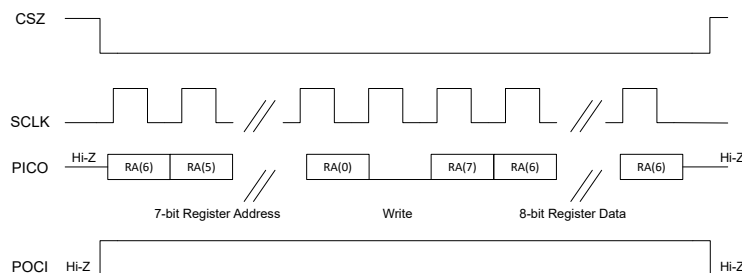 CSZ
SCLK
PICO Hi-Z RA(6) RA(5) RA(0) RA(7) RA(6) RA(6) Hi-Z
7-bit Register Address Write 8-bit Register Data
POCI Hi-Z Hi-Z